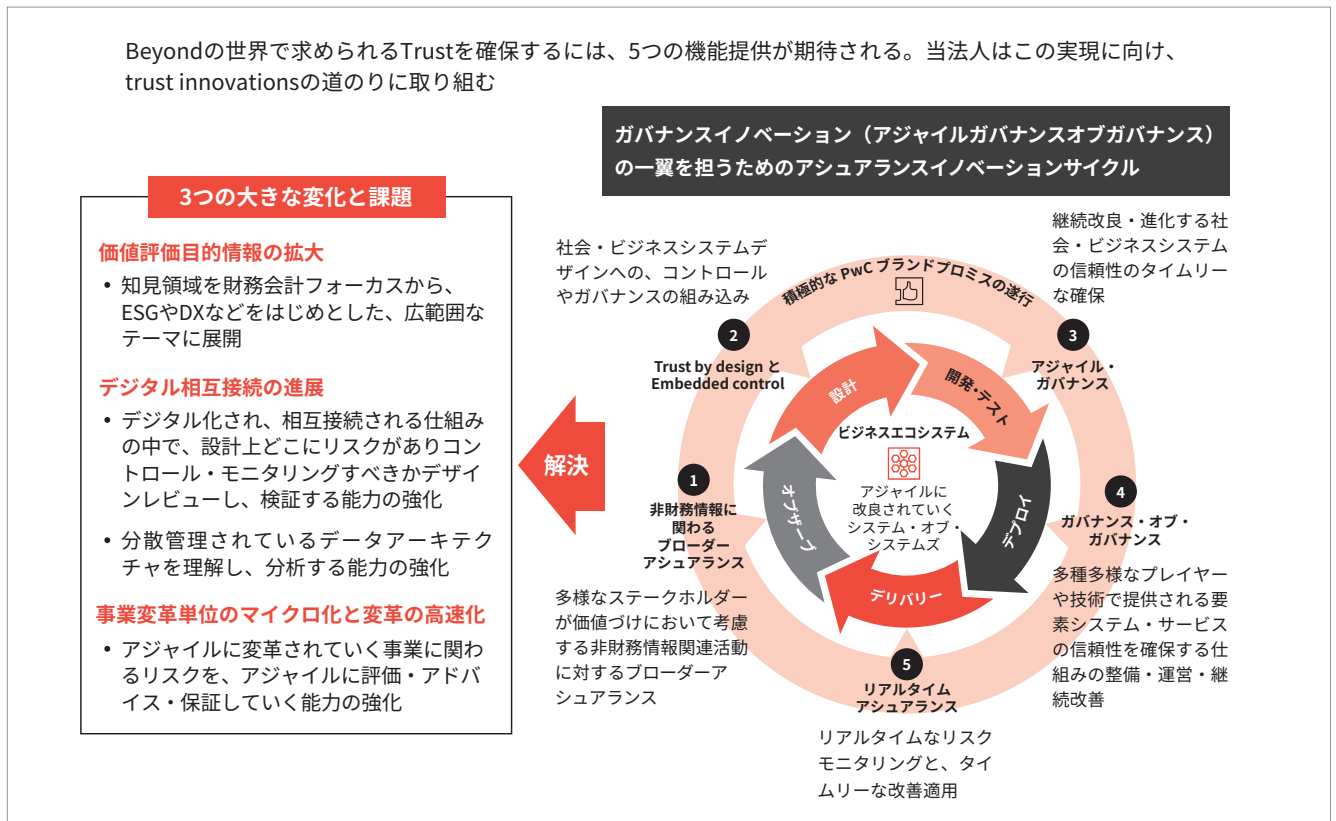 Beyondの世界で求められるTrustを確保するには、5つの機能提供が期待される。当法人はこの実現に向け、
trust innovationsの道のりに取り組む
3つの大きな変化と課題
価値評価目的情報の拡大
• 知見領域を財務会計フォーカスから、
ESGやDXなどをはじめとした、広範囲な
テーマに展開
デジタル相互接続の進展
• デジタル化され、相互接続される仕組み
の中で、設計上どこにリスクがありコント
ロール・モニタリングすべきかデザイ
ンレビューし、検証する能力の強化
• 分散管理されているデータアーキテク
チャを理解し、分析する能力の強化
事業変革単位のマイクロ化と変革の高速化
• アジャイルに変革されていく事業に関わ
るリスクを、アジャイルに評価・アドバ
イス・保証していく能力の強化
解決
ガバナンスイノベーション（アジャイルガバナンスオブガバナンス）
の一翼を担うためのアシュアランスイノベーションサイクル
積極的な PwC ブランドプロミスの遂行
社会・ビジネスシステムデ
ザインへの、コントロール
やガバナンスの組み込み
2
Trust by design と
Embedded control
継続改良・進化する社
会・ビジネスシステム
の信頼性のタイムリー
な確保
3
アジャイル・
ガバナンス
設計
開発・テスト
デプロイ
デリバリー
オブザーブ
ビジネスエコシステム
アジャイルに
改良されていく
システム・オブ・
システムズ
1
非財務情報に
関わる
ブローダー
アシュアランス
多様なステークホルダー
が価値づけにおいて考慮
する非財務情報関連活動
に対するブローダーア
シュアランス
4
ガバナンス・オブ・
ガバナンス
多種多様なプレイヤー
や技術で提供される要
素システム・サービス
の信頼性を確保する仕
組みの整備・運営・継
続改善
5
リアルタイム
アシュアランス
リアルタイムなリスク
モニタリングと、タイ
ムリーな改善適用